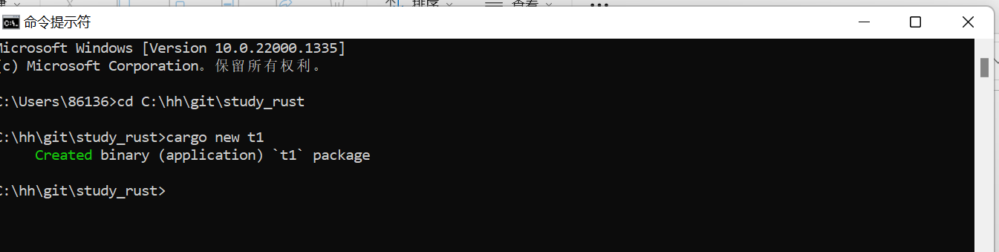 排序
查看
命令提示符
Microsoft Windows [Version 10.0.22000.1335]
(c) Microsoft Corporation。保留所有权利。
C:\Users\86136>cd C:\hh\git\study_rust
C:\hh\git\study_rust>cargo new t1
Created binary (application) `t1` package
C:\hh\git\study_rust>